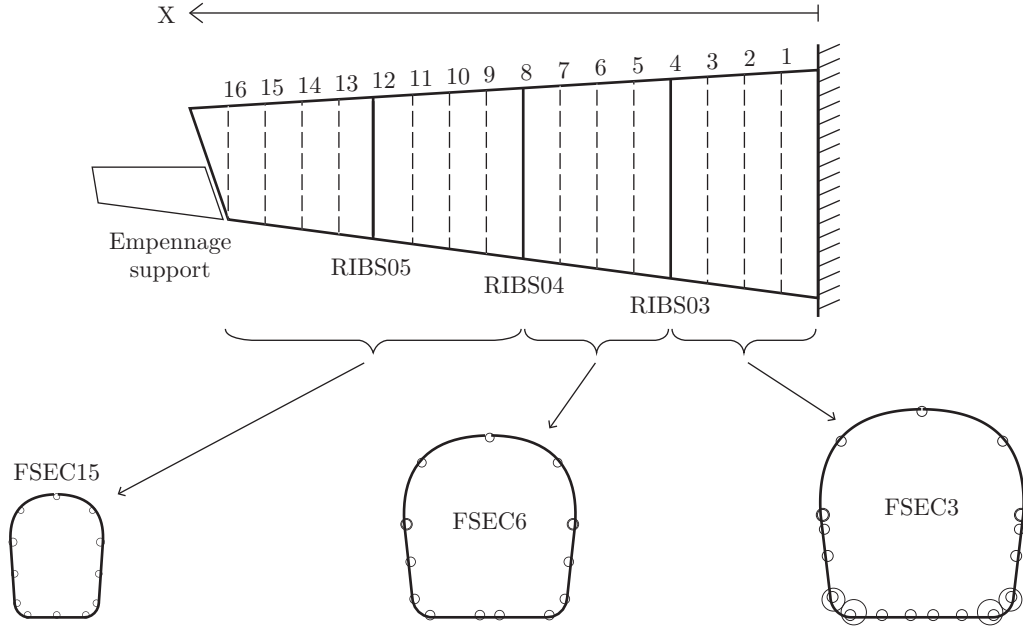 X
16 15 14 13 12 11 10 9 8 7 6 5 4 3 2 1
Empennage
support
RIBS05
RIBS04
RIBS03
FSEC15
FSEC6
FSEC3